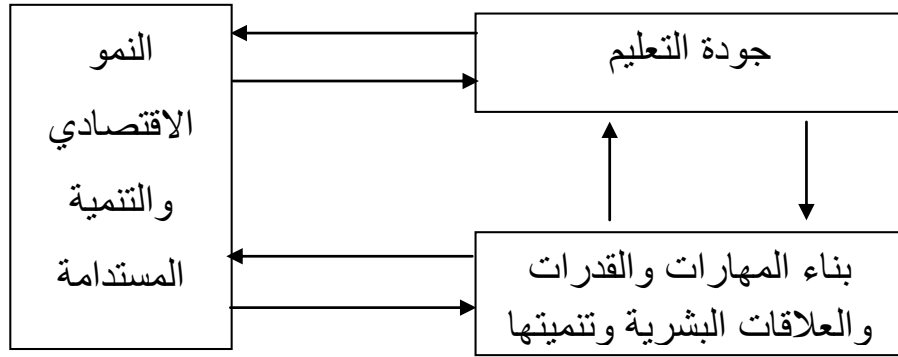 جودة التعليم
النمو
الاقتصادي
والتنمية
المستدامة
بناء المهارات والقدرات
والعلاقات البشرية وتنميتها